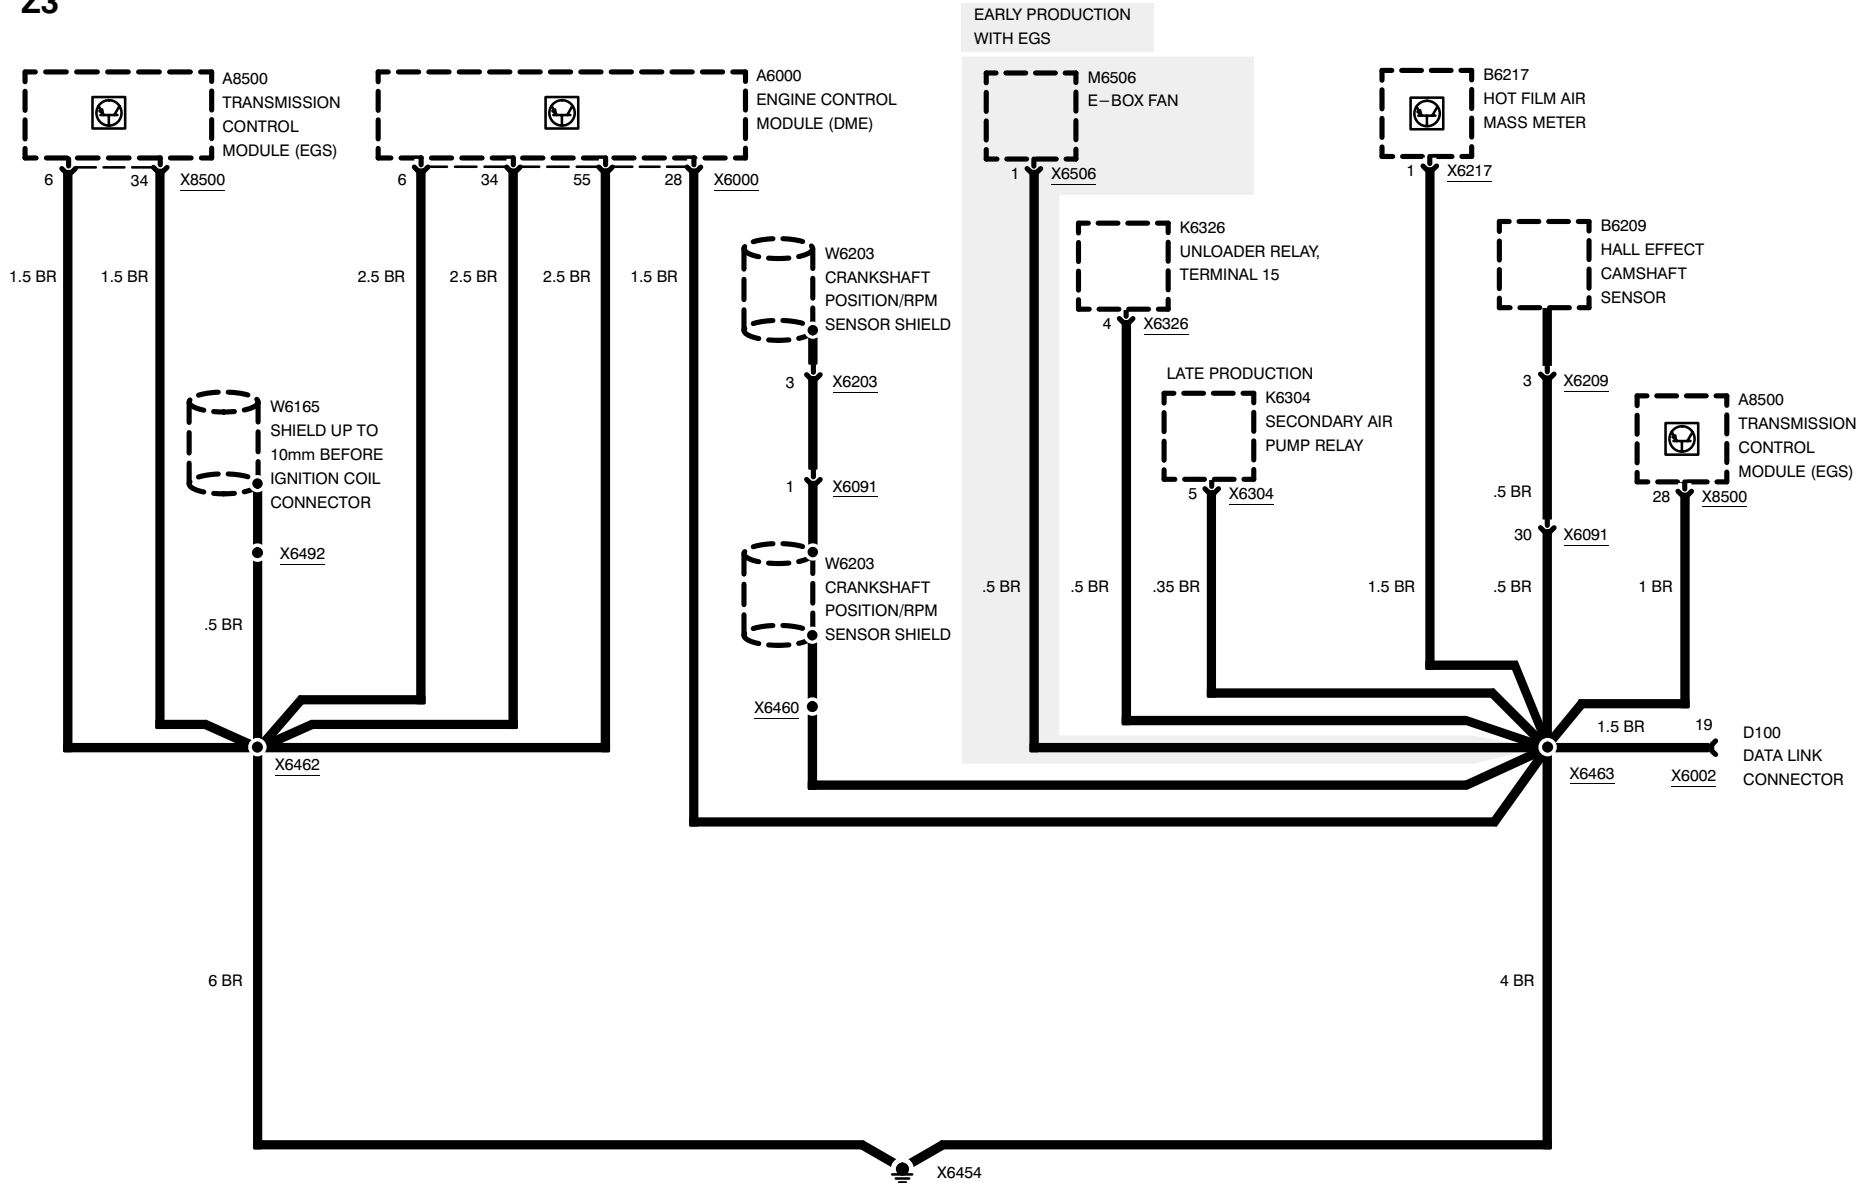 Z3
EARLY PRODUCTION
WITH EGS
A8500
TRANSMISSION
CONTROL
MODULE (EGS)
6
34
X8500
A6000
ENGINE CONTROL
MODULE (DME)
6
34
55
28
X6000
M6506
E−BOX FAN
1
X6506
B6217
HOT FILM AIR
MASS METER
1
X6217
1.5 BR
1.5 BR
2.5 BR
2.5 BR
2.5 BR
1.5 BR
W6203
CRANKSHAFT
POSITION/RPM
SENSOR SHIELD
3
X6203
1
X6091
K6326
UNLOADER RELAY,
TERMINAL 15
4
X6326
B6209
HALL EFFECT
CAMSHAFT
SENSOR
3
X6209
LATE PRODUCTION
K6304
SECONDARY AIR
PUMP RELAY
5
X6304
A8500
TRANSMISSION
CONTROL
MODULE (EGS)
28
X8500
W6165
SHIELD UP TO
10mm BEFORE
IGNITION COIL
CONNECTOR
X6492
.5 BR
.5 BR
30
X6091
W6203
CRANKSHAFT
POSITION/RPM
SENSOR SHIELD
.5 BR
.5 BR
.35 BR
1.5 BR
.5 BR
1 BR
X6460
X6462
1.5 BR
19
D100
DATA LINK
CONNECTOR
X6463
X6002
6 BR
4 BR
X6454